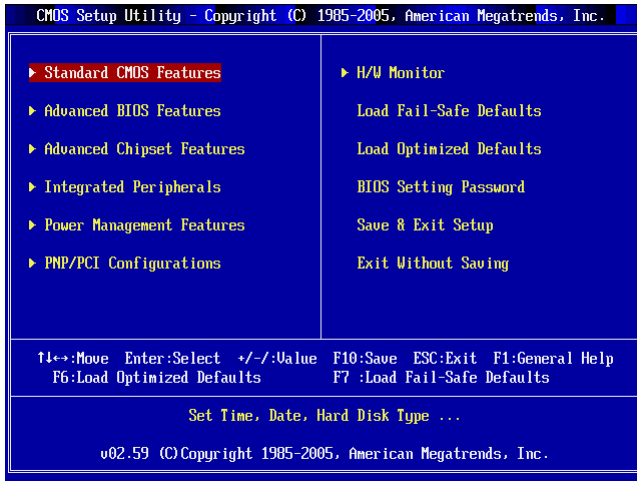 CMOS Setup Utility - Copyright (C) 1985-2005, American Megatrends, Inc.
▶ Standard CMOS Features
▶ Advanced BIOS Features
▶ Advanced Chipset Features
▶ Integrated Peripherals
▶ Power Management Features
▶ PNP/PCI Configurations
▶ H/W Monitor
Load Fail-Safe Defaults
Load Optimized Defaults
BIOS Setting Password
Save & Exit Setup
Exit Without Saving
↑↓←→:Move Enter:Select +/-/:Value F10:Save ESC:Exit F1:General Help
F6:Load Optimized Defaults F7 :Load Fail-Safe Defaults
Set Time, Date, Hard Disk Type ...
v02.59 (C)Copyright 1985-2005, American Megatrends, Inc.